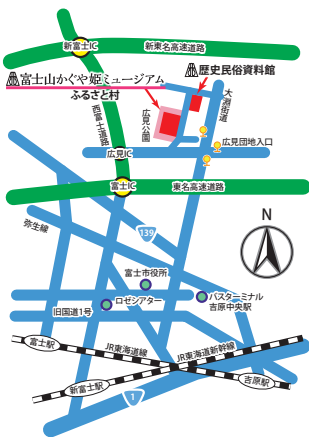 新富士IC
新東名高速道路
富士山かぐや姫ミュージアム
ふるさと村
歴史民俗資料館
大淵街道
西富士道路
広見公園
広見団地入口
広見IC
富士IC
東名高速道路
弥生線
139
N
富士市役所
バスターミナル
吉原中央駅
ロゼシアター
旧国道1号
富士駅
JR東海道線
JR東海道新幹線
新富士駅
吉原駅
1